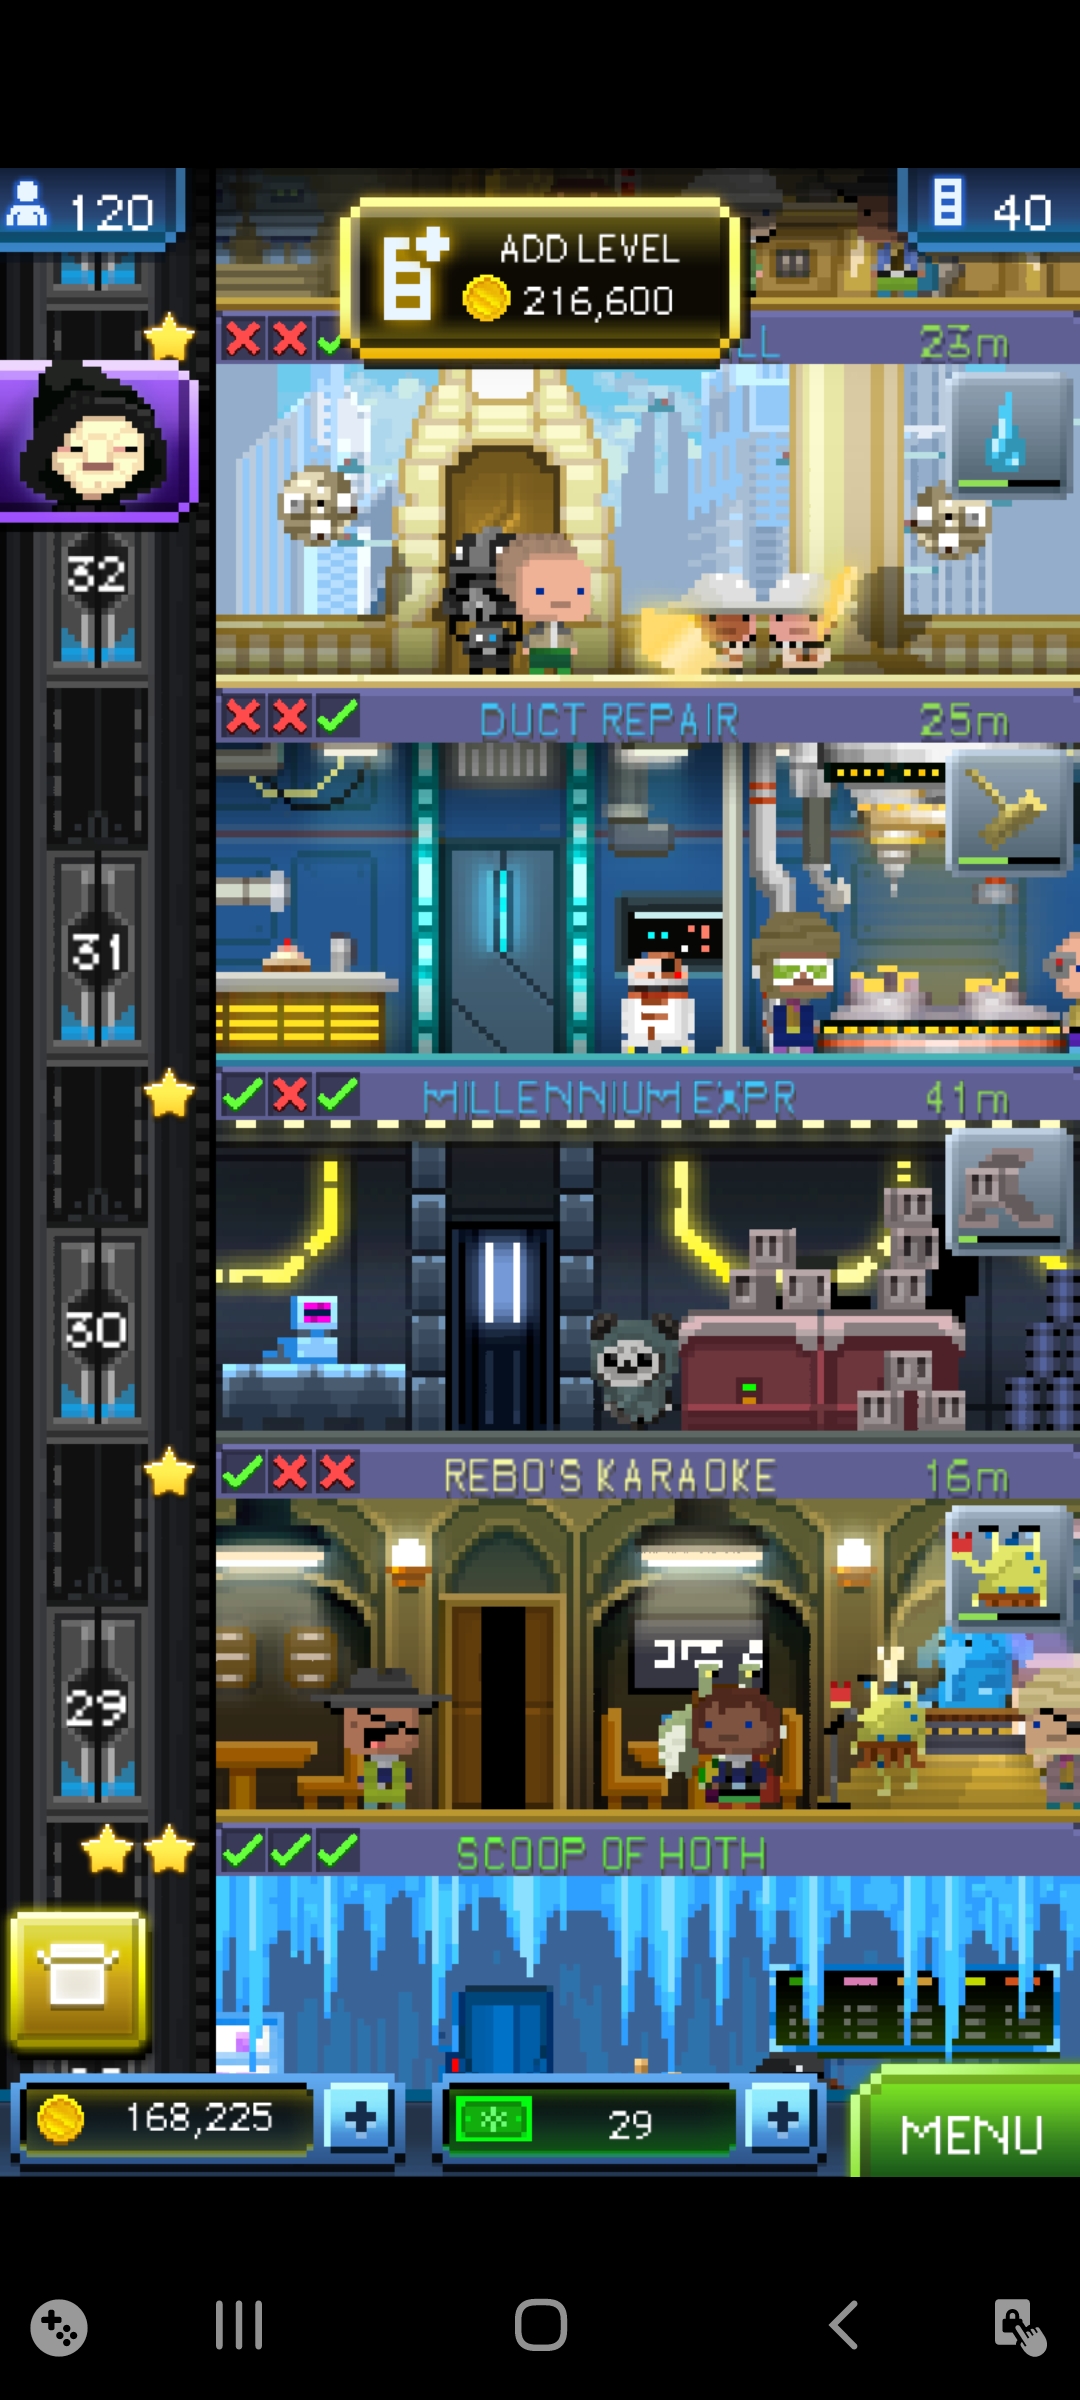 120
ADD LEVEL
216,600
40
LL
32
DUCT REPAIR
25m
31
MILLENNIUM EXPR
41m
30
REBO'S KARAOKE
16m
29
SCOOP OF HOTH
168,225
29
MENU